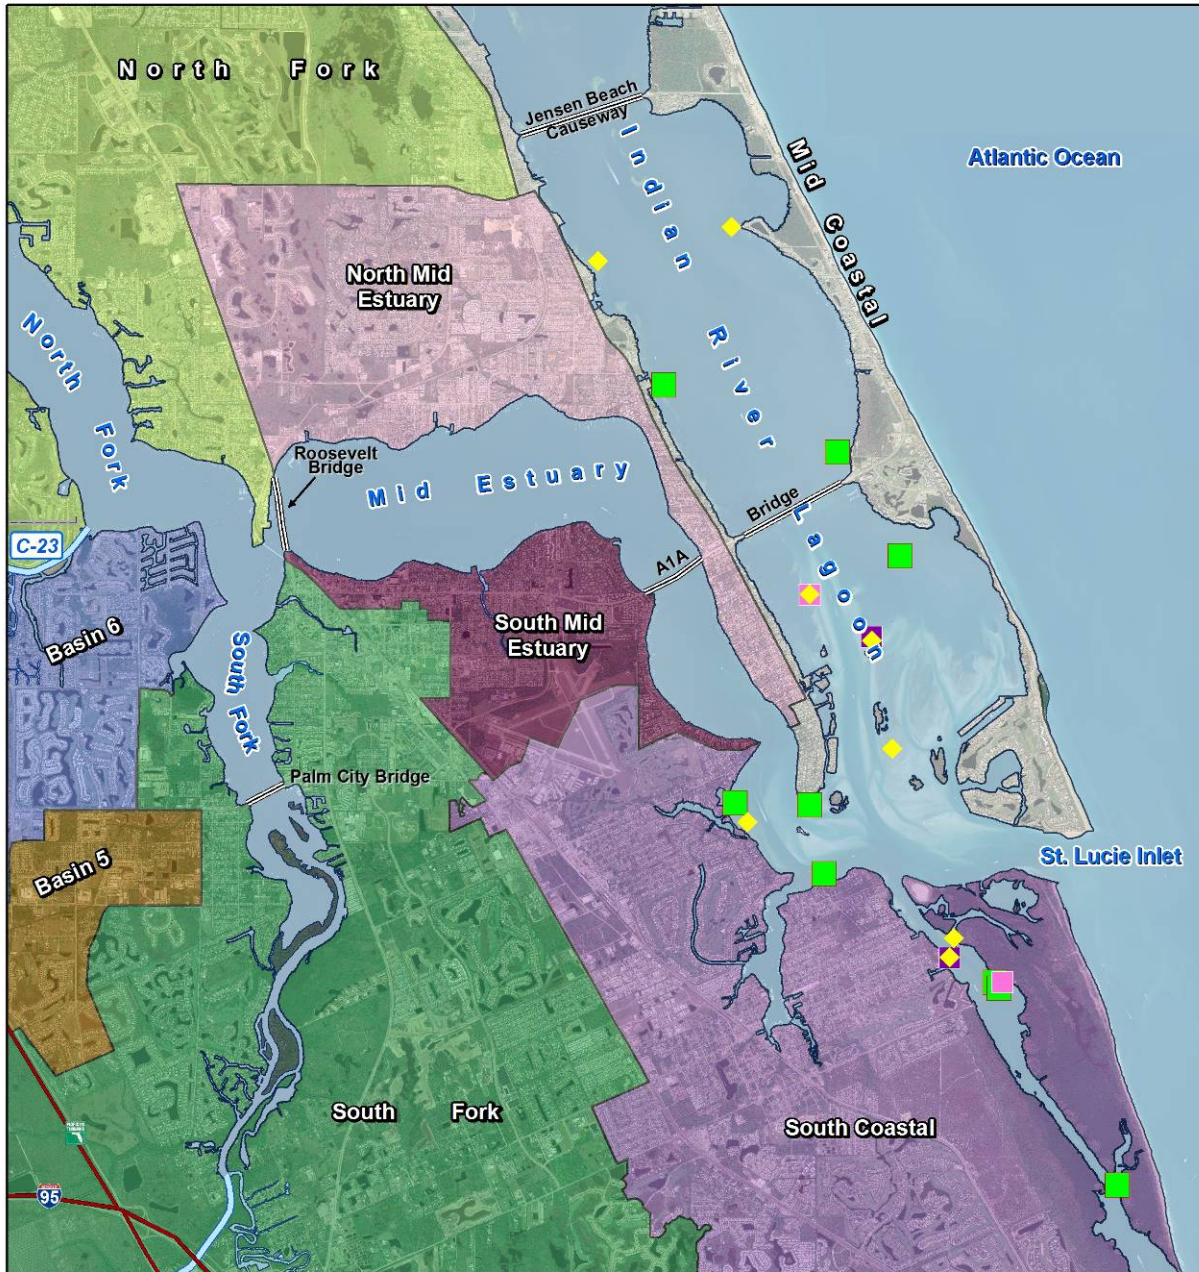 North Fork
Jensen Beach
Causeway
Mid Coastal
Atlantic Ocean
Indian River Lagoon
North Mid
Estuary
North Fork
Roosevelt
Bridge
Mid Estuary
Bridge
C-23
A1A
Basin 6
South Mid
Estuary
South Fork
Palm City Bridge
St. Lucie Inlet
Basin 5
South Fork
South Coastal
95